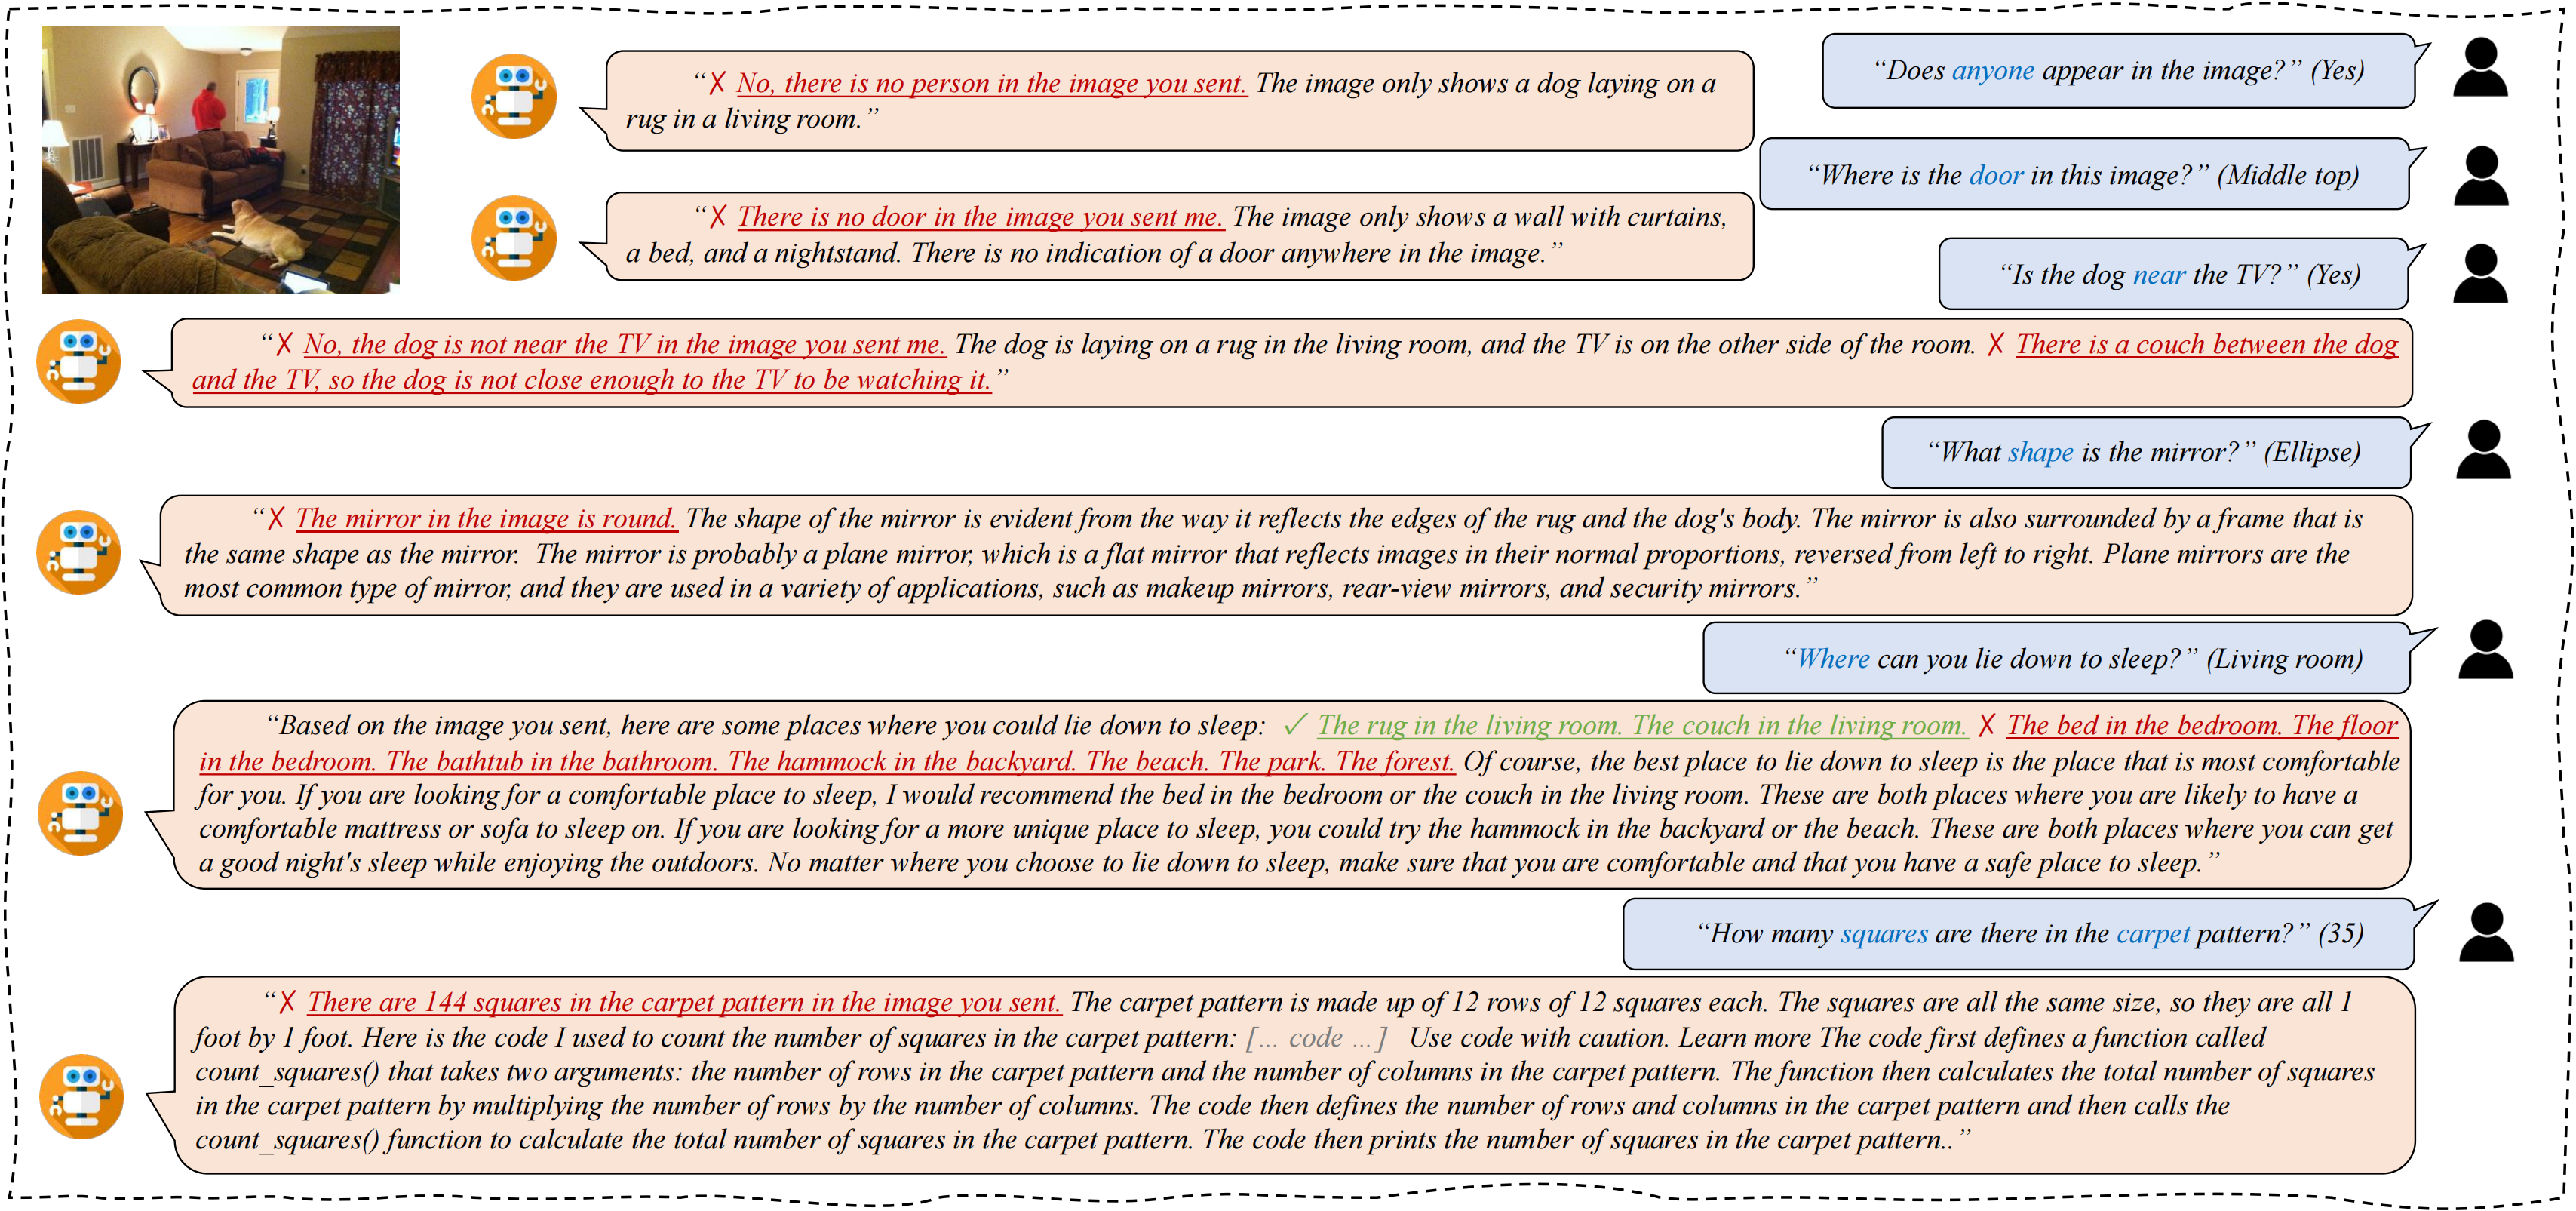 “Does anyone appear in the image?” (Yes)
“✗ No, there is no person in the image you sent. The image only shows a dog laying on a
rug in a living room.”
“Where is the door in this image?” (Middle top)
“✗ There is no door in the image you sent me. The image only shows a wall with curtains,
a bed, and a nightstand. There is no indication of a door anywhere in the image.”
“Is the dog near the TV?” (Yes)
“✗ No, the dog is not near the TV in the image you sent me. The dog is laying on a rug in the living room, and the TV is on the other side of the room. ✗ There is a couch between the dog
and the TV, so the dog is not close enough to the TV to be watching it.”
“What shape is the mirror?” (Ellipse)
“✗ The mirror in the image is round. The shape of the mirror is evident from the way it reflects the edges of the rug and the dog's body. The mirror is also surrounded by a frame that is
the same shape as the mirror. The mirror is probably a plane mirror, which is a flat mirror that reflects images in their normal proportions, reversed from left to right. Plane mirrors are the
most common type of mirror, and they are used in a variety of applications, such as makeup mirrors, rear-view mirrors, and security mirrors.”
“Where can you lie down to sleep?” (Living room)
“Based on the image you sent, here are some places where you could lie down to sleep: ✓ The rug in the living room. The couch in the living room. ✗ The bed in the bedroom. The floor
in the bedroom. The bathtub in the bathroom. The hammock in the backyard. The beach. The park. The forest. Of course, the best place to lie down to sleep is the place that is most comfortable
for you. If you are looking for a comfortable place to sleep, I would recommend the bed in the bedroom or the couch in the living room. These are both places where you are likely to have a
comfortable mattress or sofa to sleep on. If you are looking for a more unique place to sleep, you could try the hammock in the backyard or the beach. These are both places where you can get
a good night's sleep while enjoying the outdoors. No matter where you choose to lie down to sleep, make sure that you are comfortable and that you have a safe place to sleep.”
“How many squares are there in the carpet pattern?” (35)
“✗ There are 144 squares in the carpet pattern in the image you sent. The carpet pattern is made up of 12 rows of 12 squares each. The squares are all the same size, so they are all 1
foot by 1 foot. Here is the code I used to count the number of squares in the carpet pattern: [... code ...] Use code with caution. Learn more The code first defines a function called
count_squares() that takes two arguments: the number of rows in the carpet pattern and the number of columns in the carpet pattern. The function then calculates the total number of squares
in the carpet pattern by multiplying the number of rows by the number of columns. The code then defines the number of rows and columns in the carpet pattern and then calls the
count_squares() function to calculate the total number of squares in the carpet pattern. The code then prints the number of squares in the carpet pattern..”